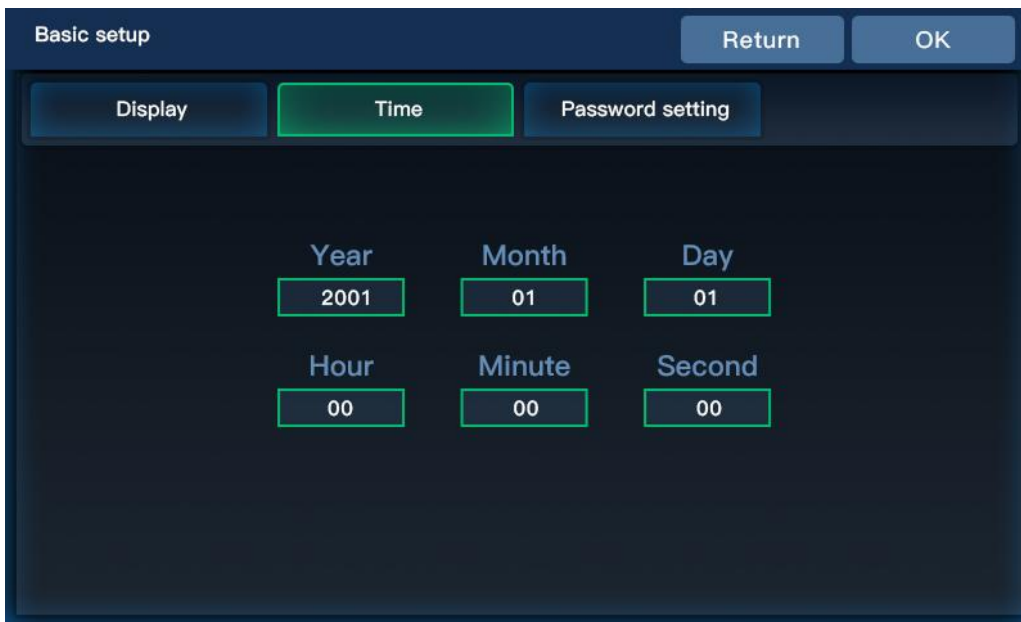 Basic setup Return OK
Display Time Password setting
Year Month Day
2001 01 01
Hour Minute Second
00 00 00